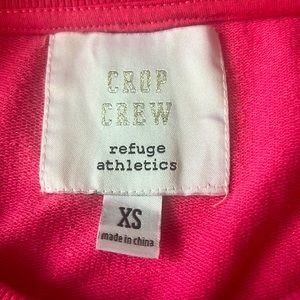 CROP
CREW
refuge
athletics
XS
made in china